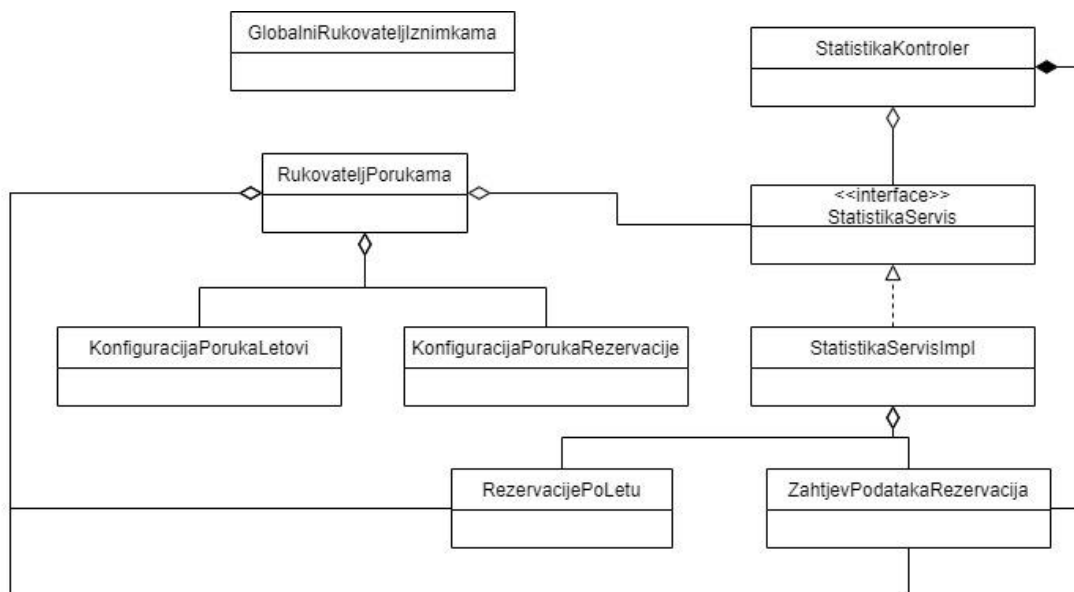 GlobalniRukovateljIznimkama
StatistikaKontroler
RukovateljPorukama
<<interface>>
StatistikaServis
KonfiguracijaPorukaLetovi
KonfiguracijaPorukaRezervacije
StatistikaServisImpl
RezervacijePoLetu
ZahtjevPodatakaRezervacija